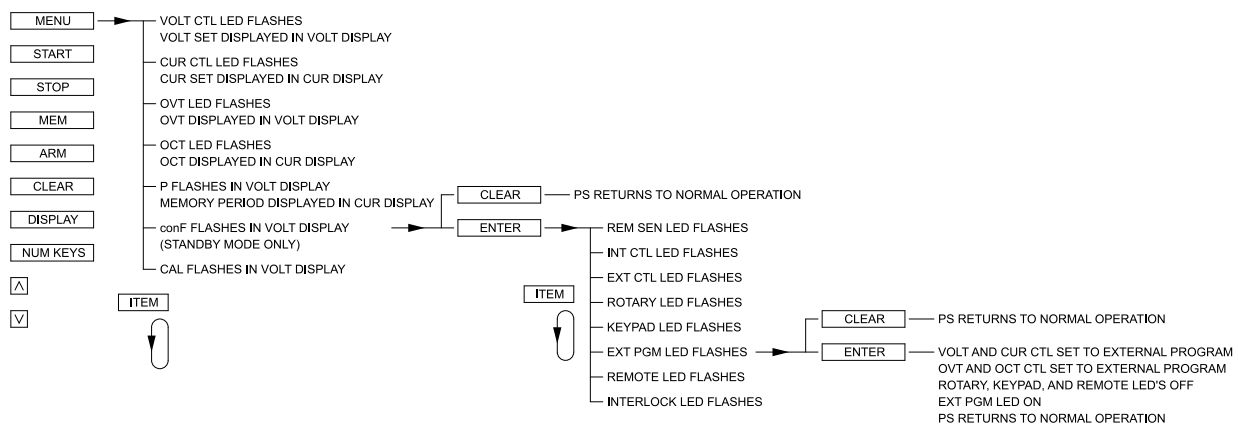 MENU
START
STOP
MEM
ARM
CLEAR
DISPLAY
NUM KEYS
VOLT CTL LED FLASHES
VOLT SET DISPLAYED IN VOLT DISPLAY
CUR CTL LED FLASHES
CUR SET DISPLAYED IN CUR DISPLAY
OVT LED FLASHES
OVT DISPLAYED IN VOLT DISPLAY
OCT LED FLASHES
OCT DISPLAYED IN CUR DISPLAY
P FLASHES IN VOLT DISPLAY
MEMORY PERIOD DISPLAYED IN CUR DISPLAY
conF FLASHES IN VOLT DISPLAY
(STANDBY MODE ONLY)
CAL FLASHES IN VOLT DISPLAY
ITEM
CLEAR
PS RETURNS TO NORMAL OPERATION
ENTER
REM SEN LED FLASHES
INT CTL LED FLASHES
EXT CTL LED FLASHES
ROTARY LED FLASHES
KEYPAD LED FLASHES
EXT PGM LED FLASHES
REMOTE LED FLASHES
INTERLOCK LED FLASHES
ITEM
CLEAR
PS RETURNS TO NORMAL OPERATION
ENTER
VOLT AND CUR CTL SET TO EXTERNAL PROGRAM
OVT AND OCT CTL SET TO EXTERNAL PROGRAM
ROTARY, KEYPAD, AND REMOTE LED'S OFF
EXT PGM LED ON
PS RETURNS TO NORMAL OPERATION